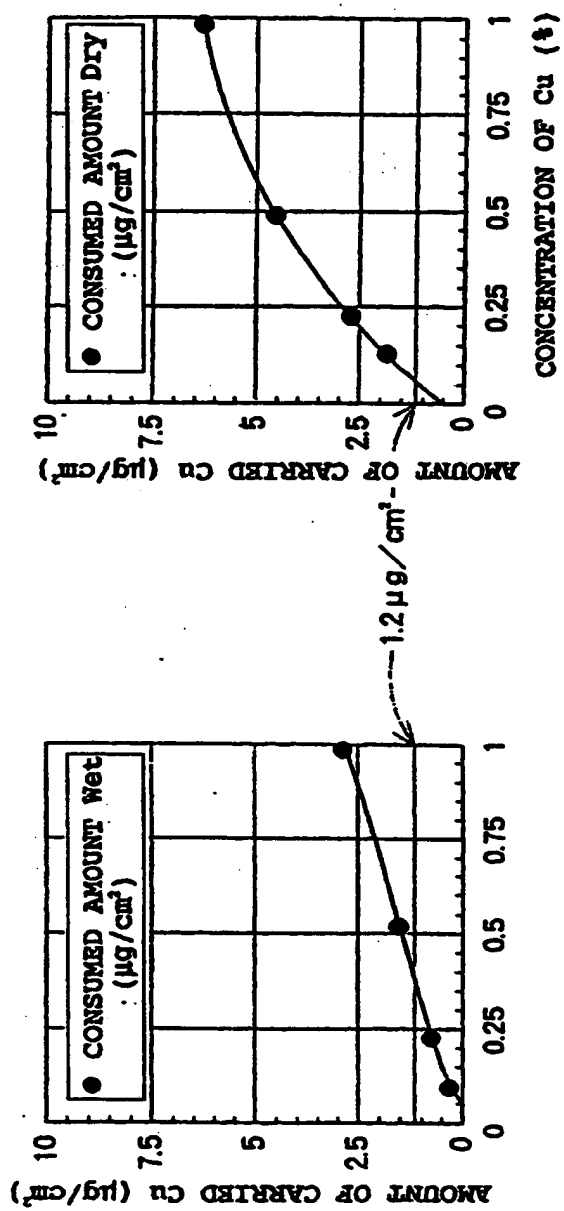 AMOUNT OF CARRIED Cu (μg/cm²)
10
7.5
5
2.5
0
● CONSUMED AMOUNT Wet
: (μg/cm²)
0
0.25
0.5
0.75
1
1.2μg/cm²
AMOUNT OF CARRIED Cu (μg/cm²)
10
7.5
5
2.5
0
● CONSUMED AMOUNT Dry
: (μg/cm²)
0
0.25
0.5
0.75
1
CONCENTRATION OF Cu (%)